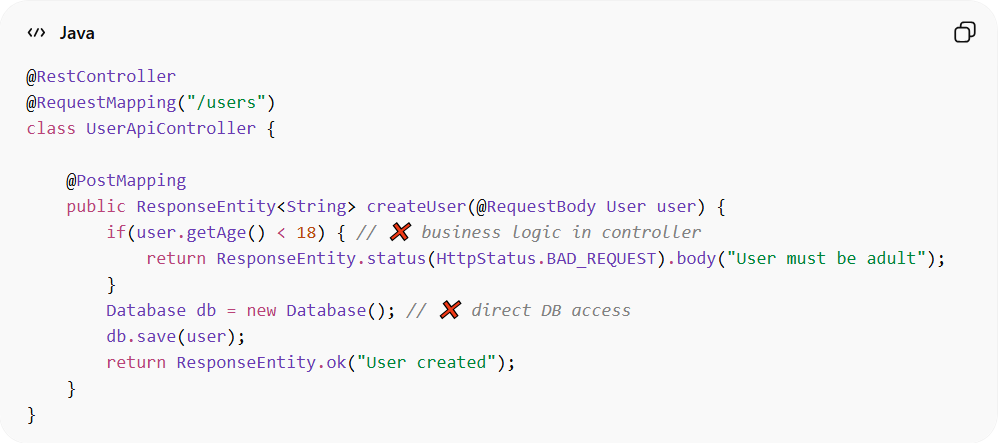 </> Java
@RestController
@RequestMapping("/users")
class UserApiController {
@PostMapping
public ResponseEntity<String> createUser(@RequestBody User user) {
if(user.getAge() < 18) { // ❌ business logic in controller
return ResponseEntity.status(HttpStatus.BAD_REQUEST).body("User must be adult");
}
Database db = new Database(); // ❌ direct DB access
db.save(user);
return ResponseEntity.ok("User created");
}
}